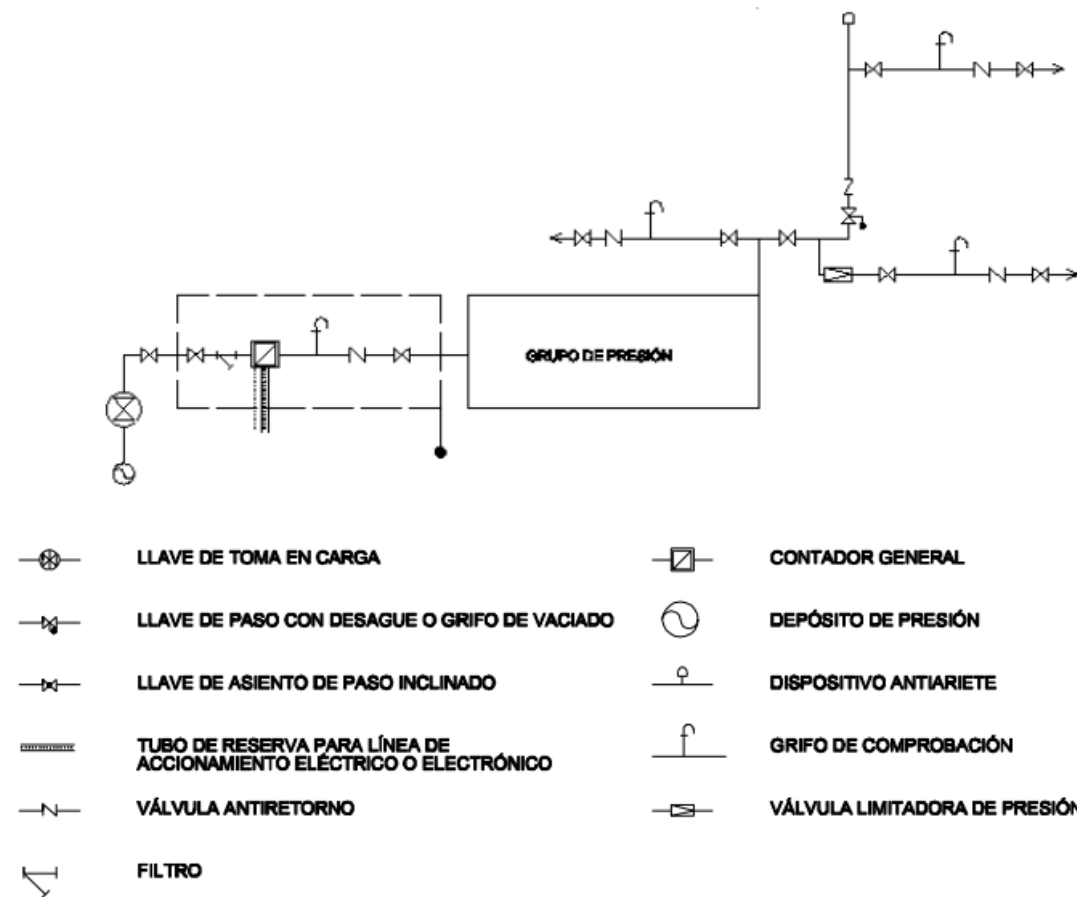 GRUPO DE PRESIÓN
LLAVE DE TOMA EN CARGA
LLAVE DE PASO CON DESAGUE O GRIFO DE VACIADO
LLAVE DE ASIENTO DE PASO INCLINADO
TUBO DE RESERVA PARA LÍNEA DE
ACCIONAMIENTO ELÉCTRICO O ELECTRÓNICO
VÁLVULA ANTIRETORNO
FILTRO
CONTADOR GENERAL
DEPÓSITO DE PRESIÓN
DISPOSITIVO ANTIARIETE
GRIFO DE COMPROBACIÓN
VÁLVULA LIMITADORA DE PRESIÓN